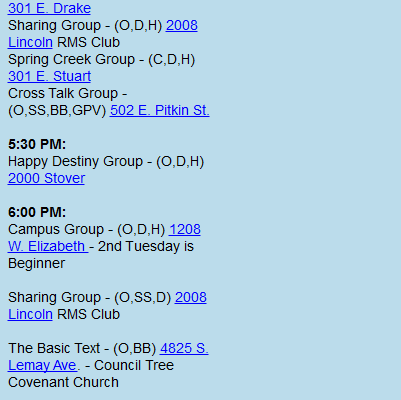 301 E. Drake
Sharing Group - (O,D,H) 2008
Lincoln RMS Club
Spring Creek Group - (C,D,H)
301 E. Stuart
Cross Talk Group -
(O,SS,BB,GPV) 502 E. Pitkin St.
5:30 PM:
Happy Destiny Group - (O,D,H)
2000 Stover
6:00 PM:
Campus Group - (O,D,H) 1208
W. Elizabeth - 2nd Tuesday is
Beginner
Sharing Group - (O,SS,D) 2008
Lincoln RMS Club
The Basic Text - (O,BB) 4825 S.
Lemay Ave. - Council Tree
Covenant Church